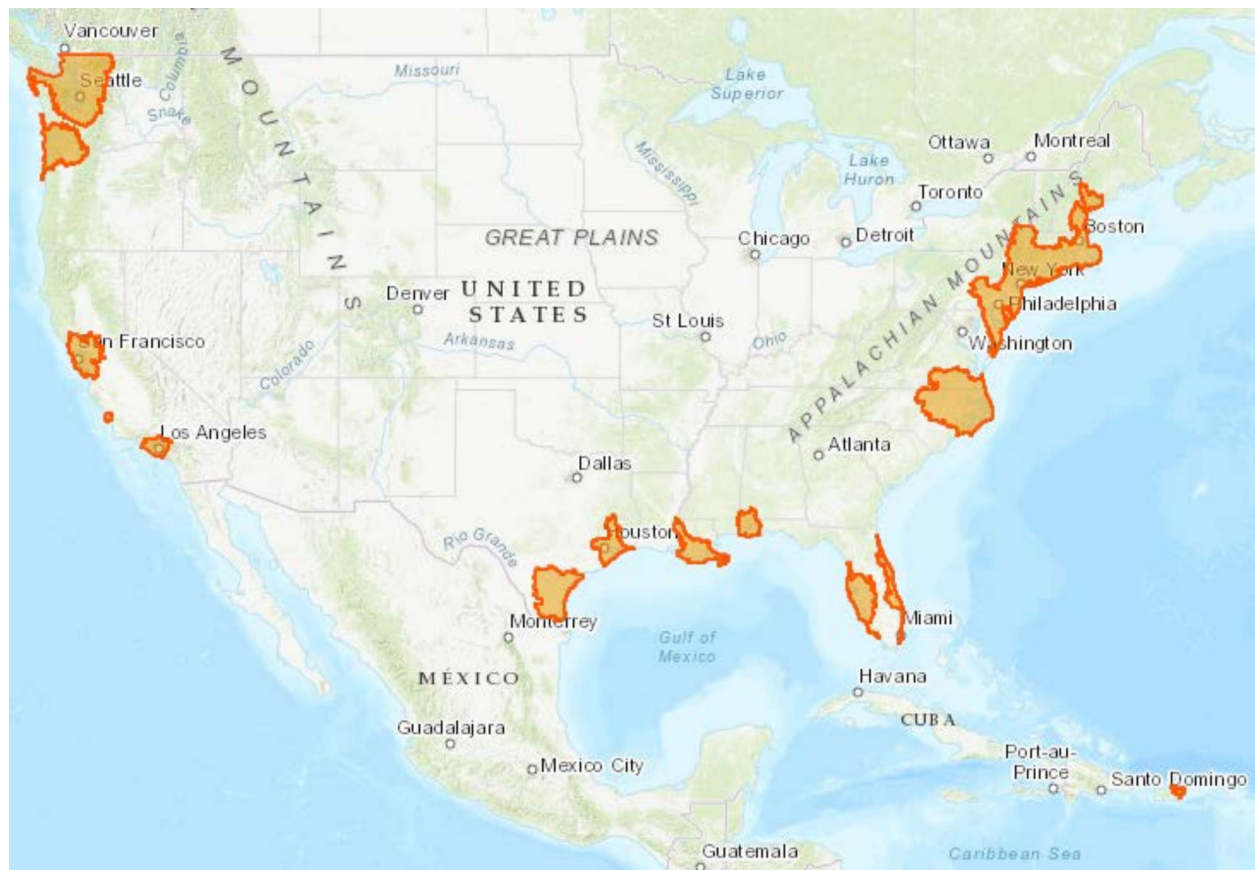 Vancouver
Seattle
Columbia
Snake
MOUNTAINS
Missouri
Lake
Superior
Mississippi
Ottawa
Montreal
Lake
Huron
Toronto
GREAT PLAINS
Chicago
Detroit
Boston
APPALACHIAN MOUNTAINS
New York
Denver
UNITED
STATES
St Louis
Philadelphia
San Francisco
Colorado
Arkansas
Ohio
Washington
Los Angeles
Atlanta
Dallas
Rio Grande
Houston
Monterrey
Gulf of
Mexico
Miami
MÉXICO
Havana
CUBA
Guadalajara
Mexico City
Port-au-
Prince
Santo Domingo
Guatemala
Caribbean Sea